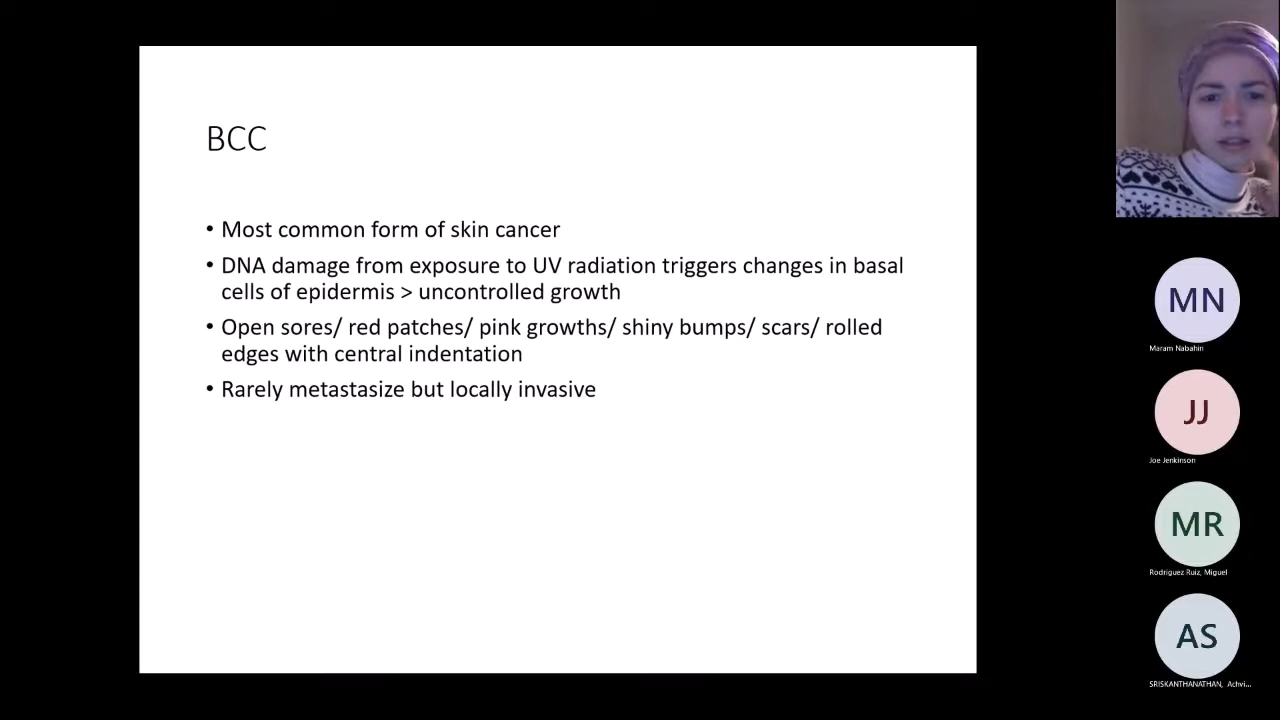 BCC
• Most common form of skin cancer
• DNA damage from exposure to UV radiation triggers changes in basal
cells of epidermis > uncontrolled growth
• Open sores/ red patches/ pink growths/ shiny bumps/ scars/ rolled
edges with central indentation
• Rarely metastasize but locally invasive
MN
Maram Nabahin
JJ
Joe Jenkinson
MR
Rodriguez Ruiz, Miguel
AS
SRISKANTHANATHAN, Achvi...